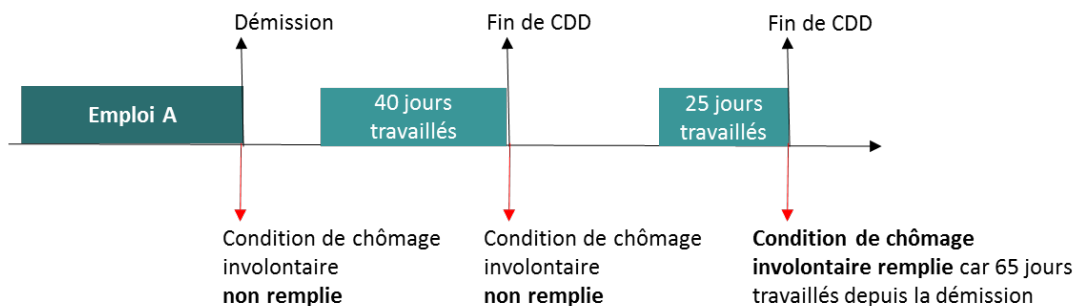 Démission
Fin de CDD
Fin de CDD
Emploi A
40 jours
travaillés
25 jours
travaillés
Condition de chômage
involontaire
non remplie
Condition de chômage
involontaire
non remplie
Condition de chômage
involontaire remplie car 65 jours
travaillés depuis la démission